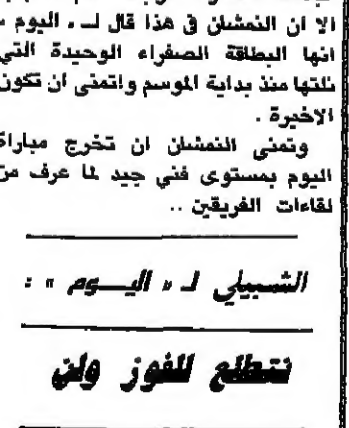 الا ان النمشان في هذا قال لـ « اليوم »
انها البطاقة الصفراء الوحيدة التي
نلتها منذ بداية الموسم واتمنى ان تكون
الاخيرة .
وتمنى النمشان ان تخرج مباراة
اليوم بمستوى فني جيد لما عرف من
لقاءات الفريقين ..
الشبيلي لـ « اليـــوم » :
نتطلع للفوز ولن